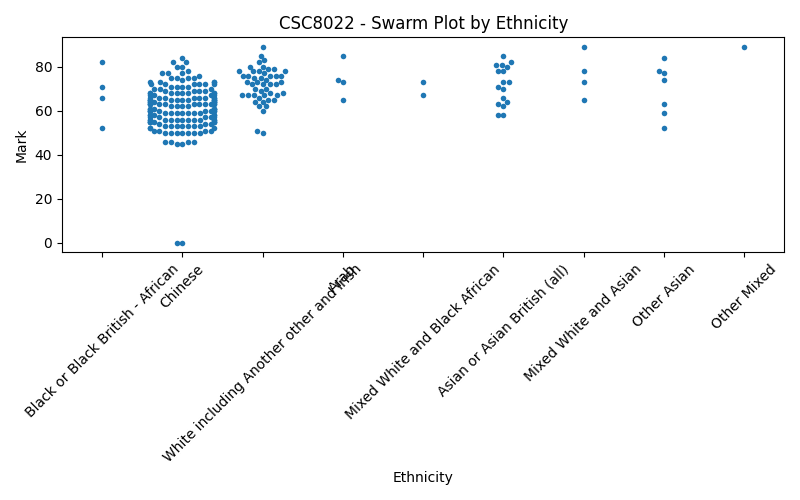 CSC8022 - Swarm Plot by Ethnicity
Mark
80
60
40
20
0
Black or Black British - African
Chinese
White including Another other and Irish
Arab
Mixed White and Black African
Asian or Asian British (all)
Mixed White and Asian
Other Asian
Other Mixed
Ethnicity